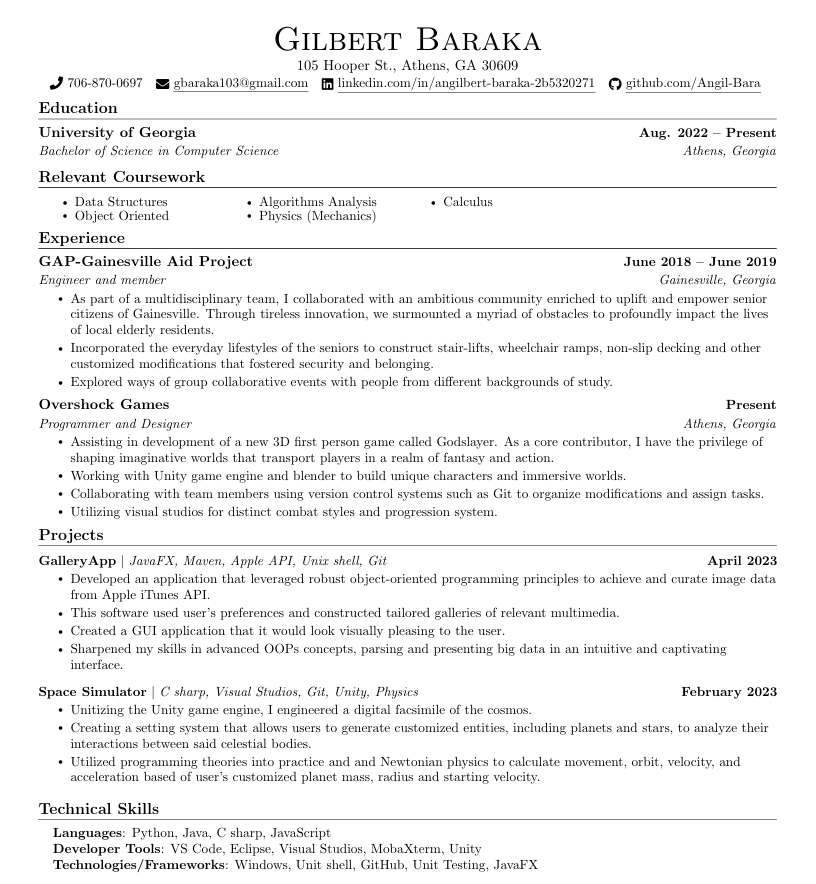 Gilbert Baraka
105 Hooper St., Athens, GA 30609
706-870-0697 gbaraka103@gmail.com linkedin.com/in/angilbert-baraka-2b5320271 github.com/Angil-Bara
Education
University of Georgia Aug. 2022 – Present
Bachelor of Science in Computer Science Athens, Georgia
Relevant Coursework
• Data Structures • Algorithms Analysis • Calculus
• Object Oriented • Physics (Mechanics)
Experience
GAP-Gainesville Aid Project June 2018 – June 2019
Engineer and member Gainesville, Georgia
• As part of a multidisciplinary team, I collaborated with an ambitious community enriched to uplift and empower senior
citizens of Gainesville. Through tireless innovation, we surmounted a myriad of obstacles to profoundly impact the lives
of local elderly residents.
• Incorporated the everyday lifestyles of the seniors to construct stair-lifts, wheelchair ramps, non-slip decking and other
customized modifications that fostered security and belonging.
• Explored ways of group collaborative events with people from different backgrounds of study.
Overshock Games Present
Programmer and Designer Athens, Georgia
• Assisting in development of a new 3D first person game called Godslayer. As a core contributor, I have the privilege of
shaping imaginative worlds that transport players in a realm of fantasy and action.
• Working with Unity game engine and blender to build unique characters and immersive worlds.
• Collaborating with team members using version control systems such as Git to organize modifications and assign tasks.
• Utilizing visual studios for distinct combat styles and progression system.
Projects
GalleryApp | JavaFX, Maven, Apple API, Unix shell, Git April 2023
• Developed an application that leveraged robust object-oriented programming principles to achieve and curate image data
from Apple iTunes API.
• This software used user's preferences and constructed tailored galleries of relevant multimedia.
• Created a GUI application that it would look visually pleasing to the user.
• Sharpened my skills in advanced OOPs concepts, parsing and presenting big data in an intuitive and captivating
interface.
Space Simulator | C sharp, Visual Studios, Git, Unity, Physics February 2023
• Unitizing the Unity game engine, I engineered a digital facsimile of the cosmos.
• Creating a setting system that allows users to generate customized entities, including planets and stars, to analyze their
interactions between said celestial bodies.
• Utilized programming theories into practice and and Newtonian physics to calculate movement, orbit, velocity, and
acceleration based of user's customized planet mass, radius and starting velocity.
Technical Skills
Languages: Python, Java, C sharp, JavaScript
Developer Tools: VS Code, Eclipse, Visual Studios, MobaXterm, Unity
Technologies/Frameworks: Windows, Unit shell, GitHub, Unit Testing, JavaFX